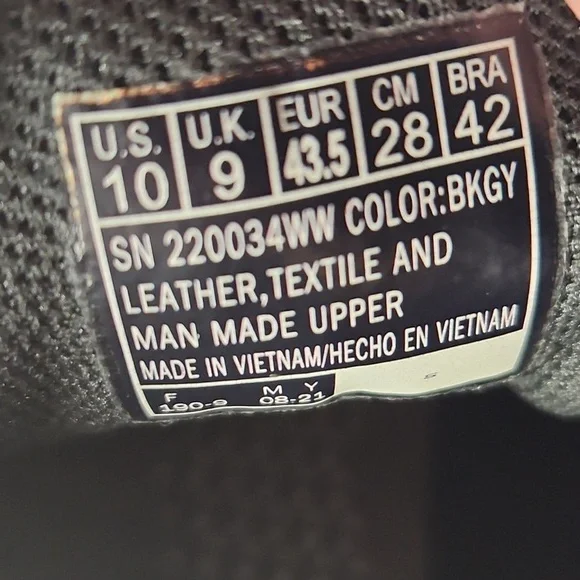 U.S. U.K. EUR CM BRA
10 9 43.5 28 42
SN 220034WW COLOR:BKGY
LEATHER,TEXTILE AND
MAN MADE UPPER
MADE IN VIETNAM/HECHO EN VIETNAM
F M Y
190-9 08-21